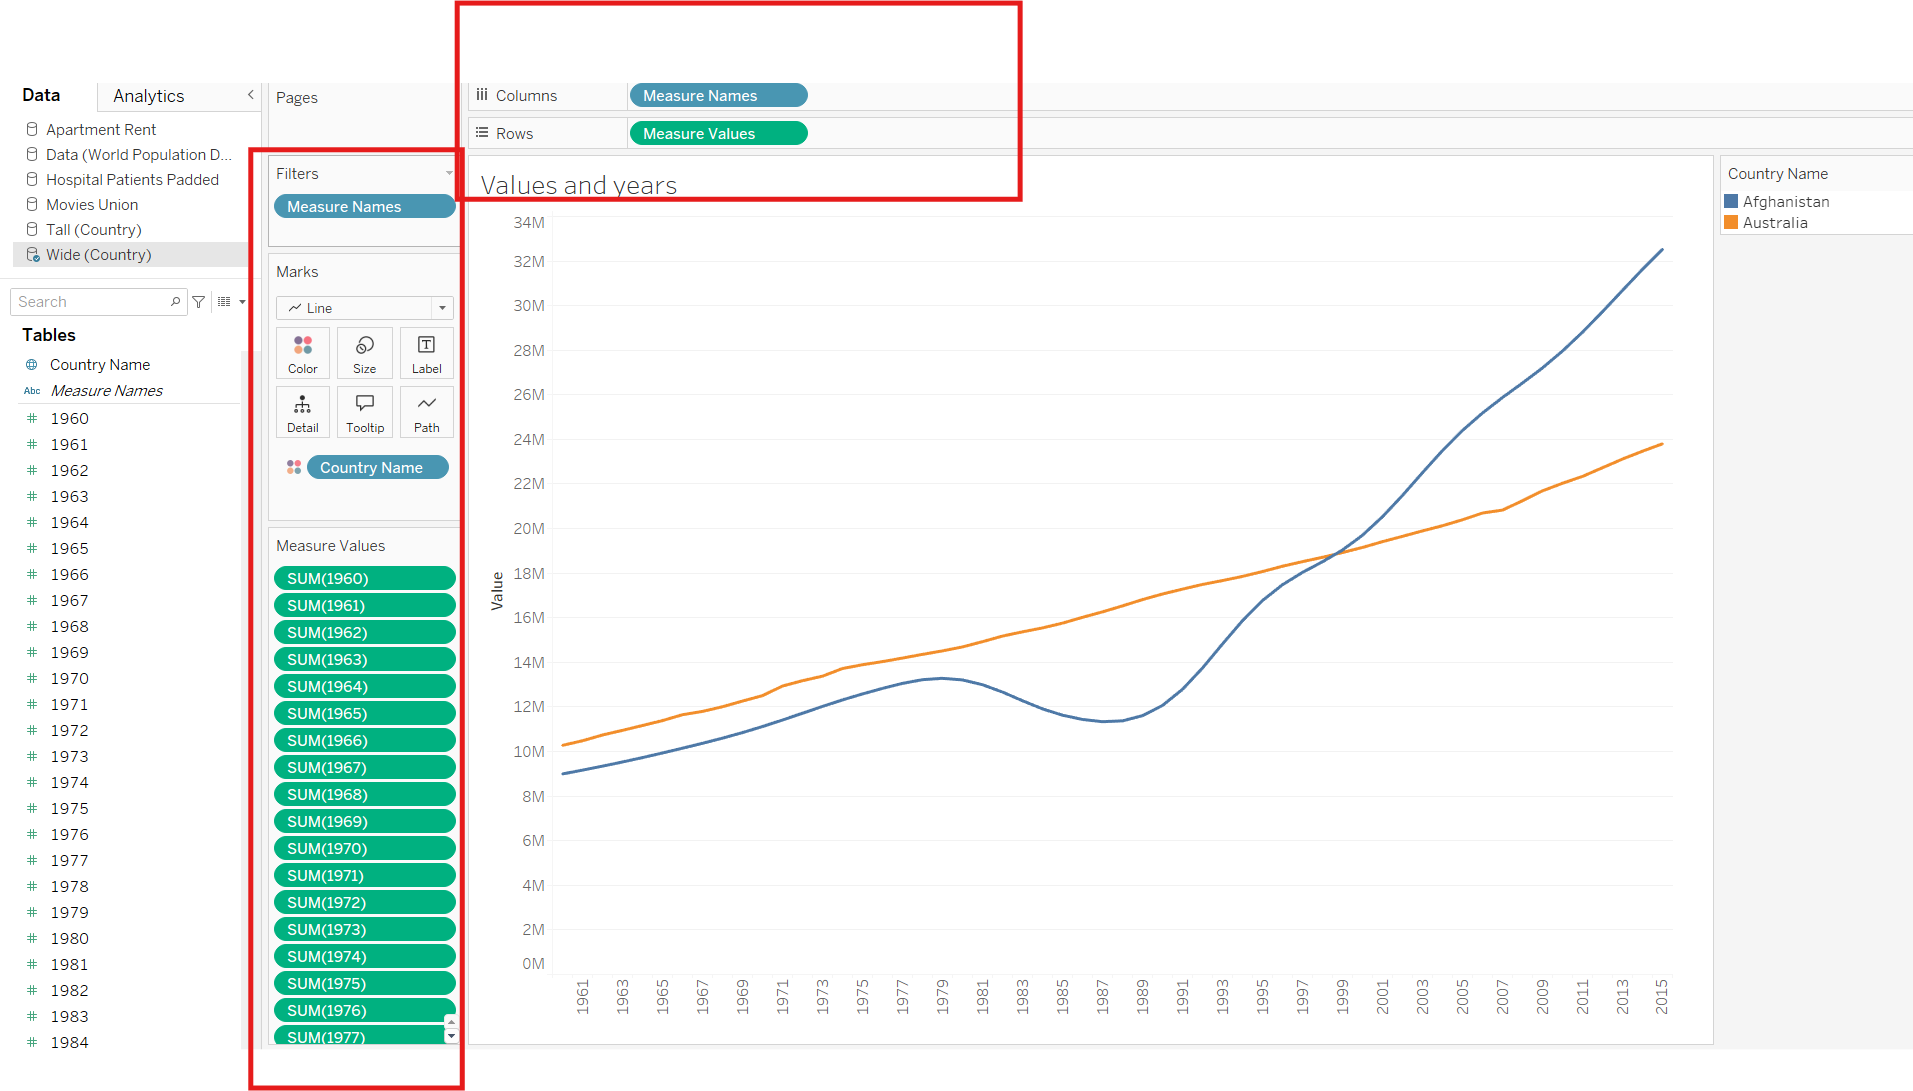 Data
Analytics
Apartment Rent
Data (World Population D...
Hospital Patients Padded
Movies Union
Tall (Country)
Wide (Country)
Search
Tables
Country Name
Abc Measure Names
1960
1961
1962
1963
1964
1965
1966
1967
1968
1969
1970
1971
1972
1973
1974
1975
1976
1977
1978
1979
1980
1981
1982
1983
1984
Pages
Filters
Measure Names
Marks
Line
Color Size Label
Detail Tooltip Path
Country Name
Measure Values
SUM(1960)
SUM(1961)
SUM(1962)
SUM(1963)
SUM(1964)
SUM(1965)
SUM(1966)
SUM(1967)
SUM(1968)
SUM(1969)
SUM(1970)
SUM(1971)
SUM(1972)
SUM(1973)
SUM(1974)
SUM(1975)
SUM(1976)
SUM(1977)
Columns Measure Names
Rows Measure Values
Values and years
Value
34M
32M
30M
28M
26M
24M
22M
20M
18M
16M
14M
12M
10M
8M
6M
4M
2M
0M
1961 1963 1965 1967 1969 1971 1973 1975 1977 1979 1981 1983 1985 1987 1989 1991 1993 1995 1997 1999 2001 2003 2005 2007 2009 2011 2013 2015
Country Name
Afghanistan
Australia